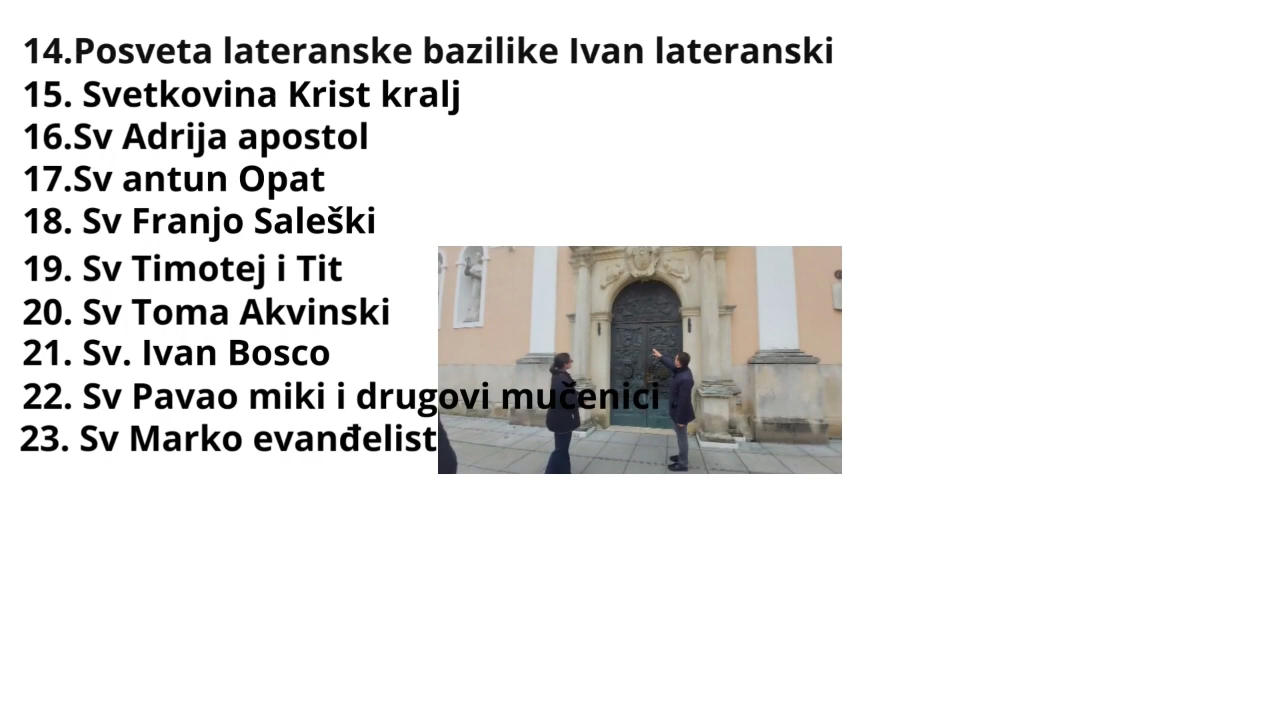 14.Posveta lateranske bazilike Ivan lateranski
15. Svetkovina Krist kralj
16.Sv Adrija apostol
17.Sv antun Opat
18. Sv Franjo Saleški
19. Sv Timotej i Tit
20. Sv Toma Akvinski
21. Sv. Ivan Bosco
22. Sv Pavao miki i drugovi mučenici
23. Sv Marko evanđelist